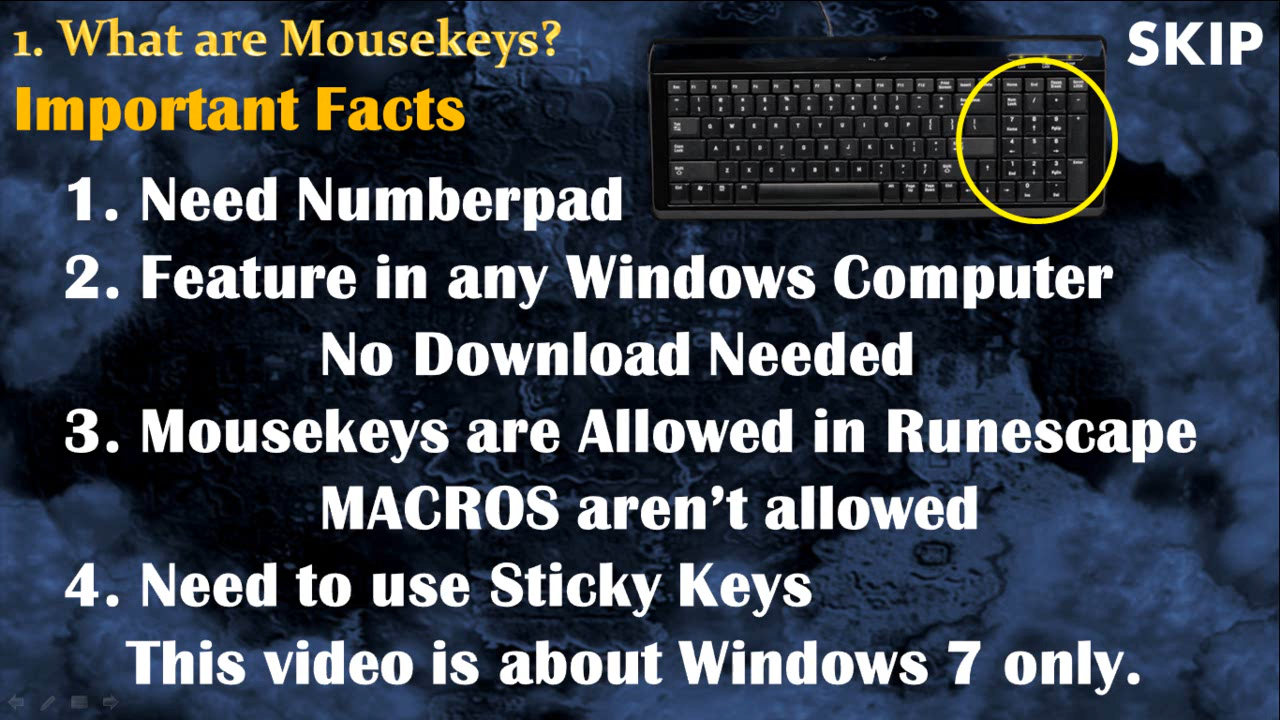 1. What are Mousekeys?
SKIP
Important Facts
1. Need Numberpad
2. Feature in any Windows Computer
No Download Needed
3. Mousekeys are Allowed in Runescape
MACROS aren't allowed
4. Need to use Sticky Keys
This video is about Windows 7 only.